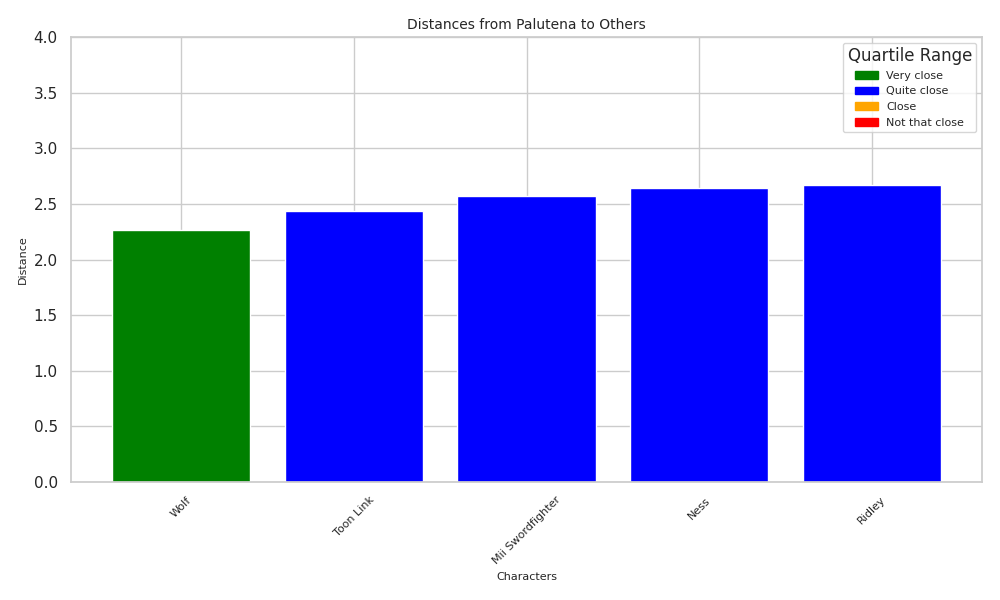 Distances from Palutena to Others
4.0
3.5
3.0
2.5
2.0
1.5
1.0
0.5
0.0
Distance
Quartile Range
Very close
Quite close
Close
Not that close
Wolf
Toon Link
Mii Swordfighter
Ness
Ridley
Characters